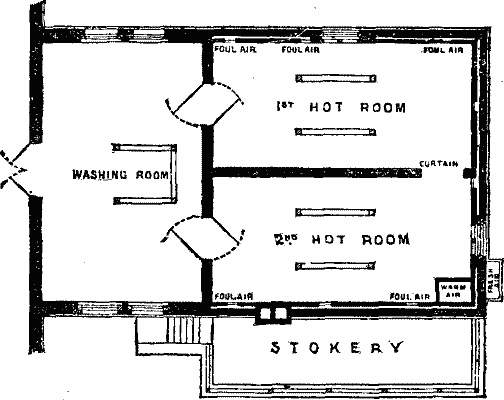 FOUL AIR FOUL AIR FOUL AIR
1ST HOT ROOM
CURTAIN
WASHING ROOM
2ND HOT ROOM
WARM
AIR
FRESH
AIR
FOUL AIR FOUL AIR
STOKERY